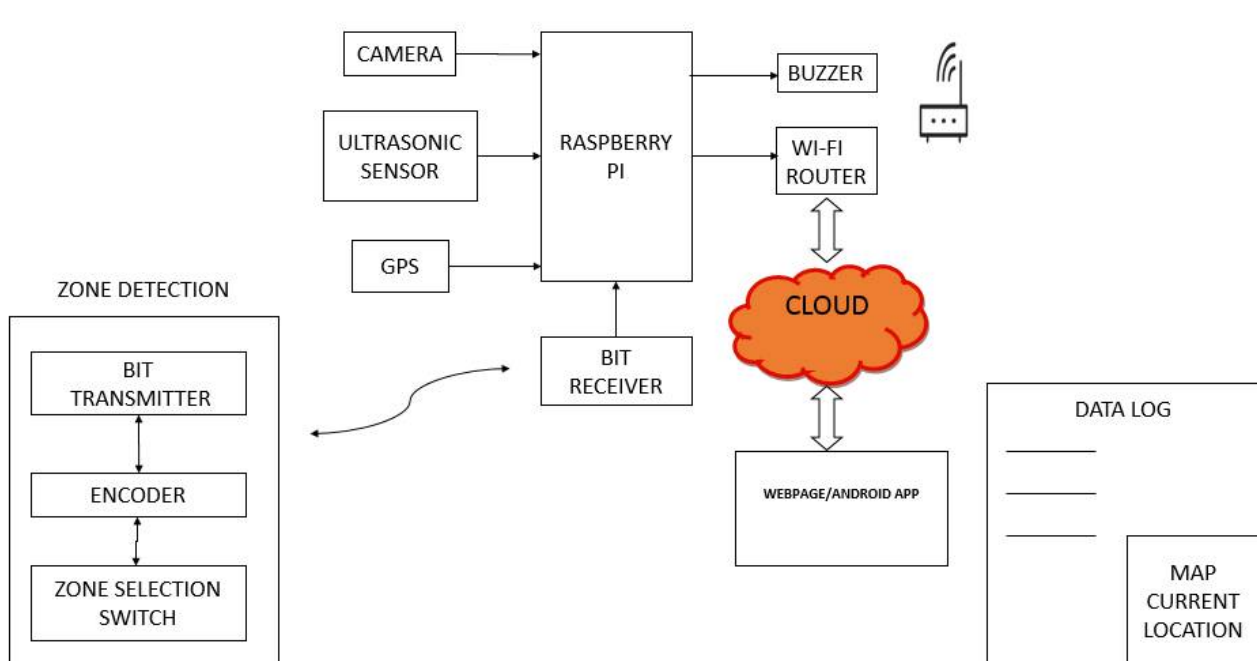 CAMERA
BUZZER
ULTRASONIC
SENSOR
RASPBERRY
PI
WI-FI
ROUTER
GPS
ZONE DETECTION
CLOUD
BIT
TRANSMITTER
BIT
RECEIVER
DATA LOG
ENCODER
WEBPAGE/ANDROID APP
ZONE SELECTION
SWITCH
MAP
CURRENT
LOCATION